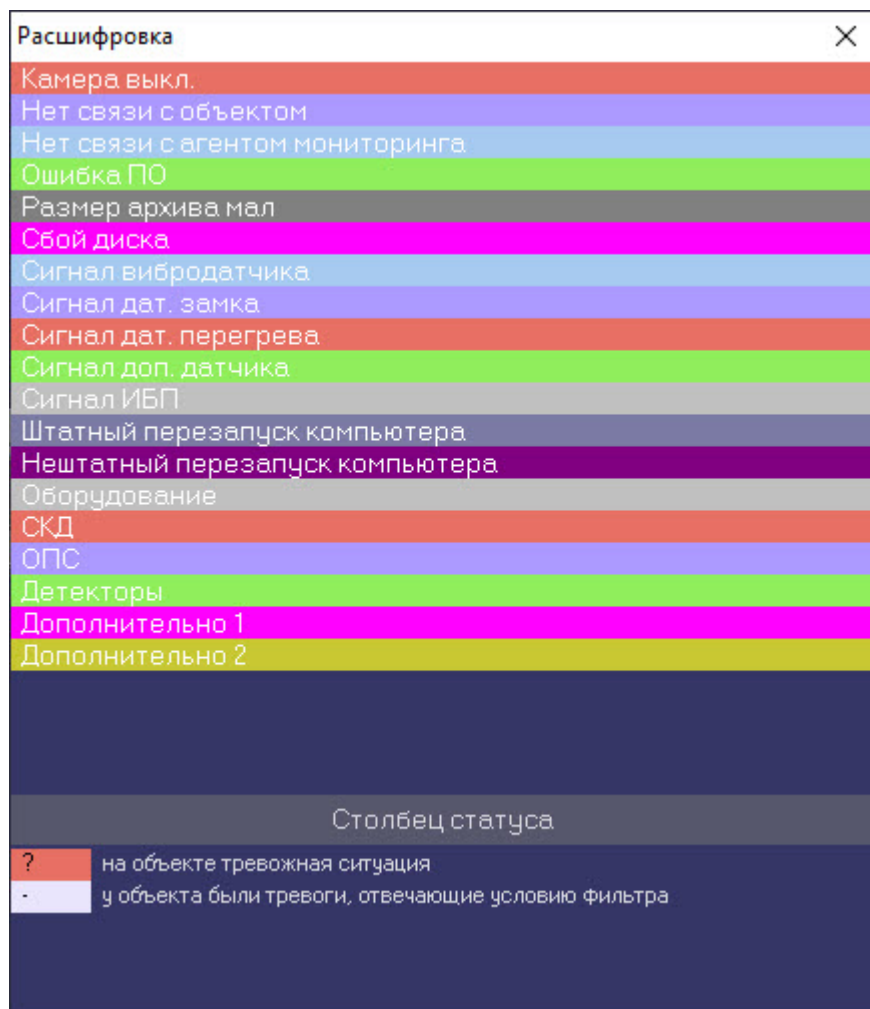 Расшифровка
Камера выкл.
Нет связи с объектом
Нет связи с агентом мониторинга
Ошибка ПО
Размер архива мал
Сбой диска
Сигнал вибродатчика
Сигнал дат. замка
Сигнал дат. перегрева
Сигнал доп. датчика
Сигнал ИБП
Штатный перезапуск компьютера
Нештатный перезапуск компьютера
Оборудование
СКД
ОПС
Детекторы
Дополнительно 1
Дополнительно 2
Столбец статуса
? на объекте тревожная ситуация
- у объекта были тревоги, отвечающие условию фильтра